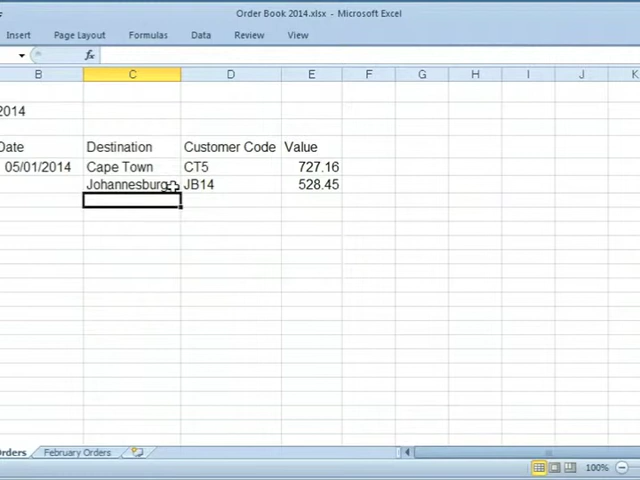 Order Book 2014.xlsx - Microsoft Excel
Insert Page Layout Formulas Data Review View
fx
B C D E F G H I J K
2014
Date Destination Customer Code Value
05/01/2014 Cape Town CT5 727.16
Johannesburg JB14 528.45
Orders February Orders 100%